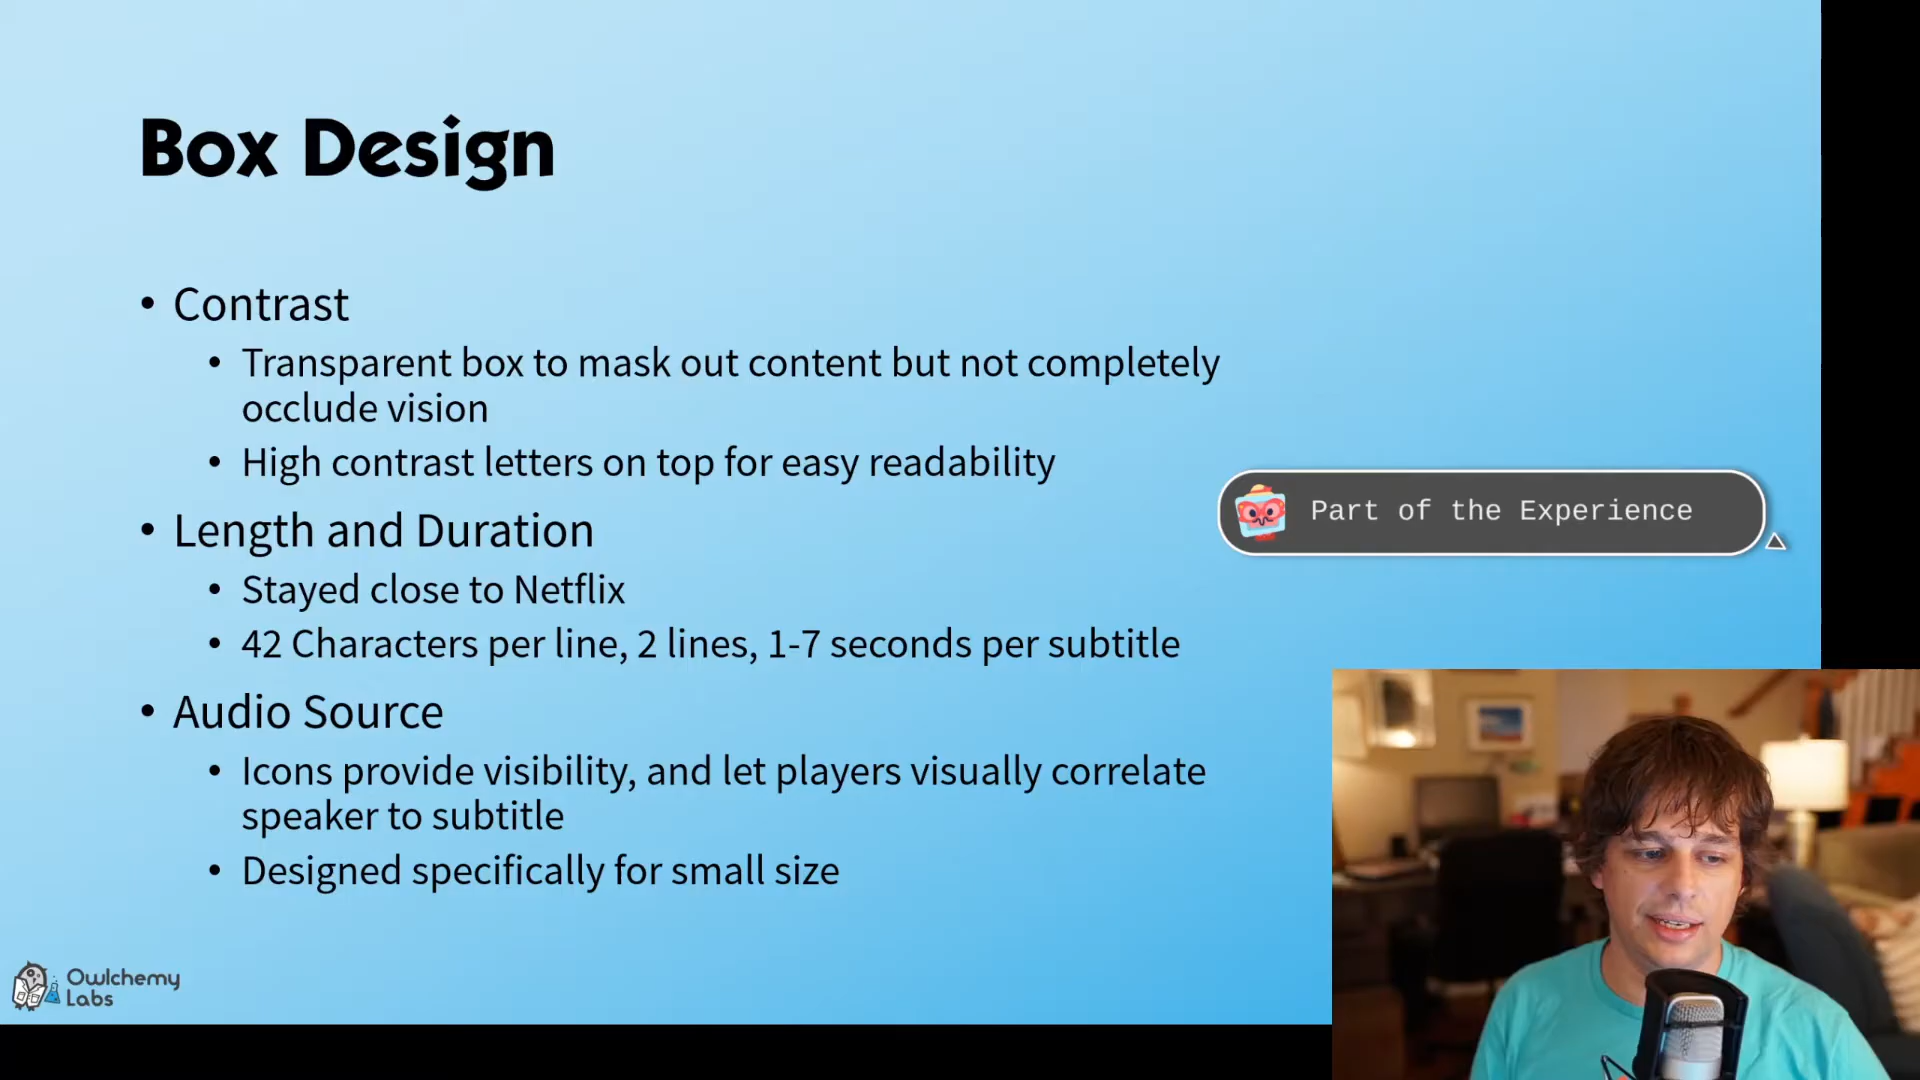 Box Design
• Contrast
• Transparent box to mask out content but not completely
occlude vision
• High contrast letters on top for easy readability
Part of the Experience
• Length and Duration
• Stayed close to Netflix
• 42 Characters per line, 2 lines, 1-7 seconds per subtitle
• Audio Source
• Icons provide visibility, and let players visually correlate
speaker to subtitle
• Designed specifically for small size
Owlchemy
Labs